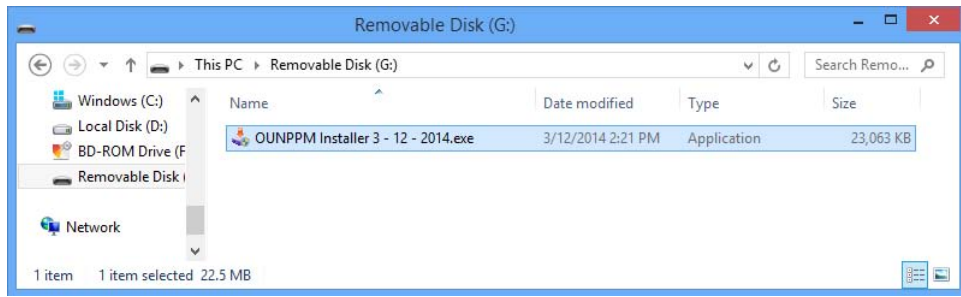 Removable Disk (G:)
This PC Removable Disk (G:)
Search Remo...
Windows (C:)
Local Disk (D:)
BD-ROM Drive (F
Removable Disk (
Network
Name Date modified Type Size
OUNPPM Installer 3 - 12 - 2014.exe 3/12/2014 2:21 PM Application 23,063 KB
1 item 1 item selected 22.5 MB